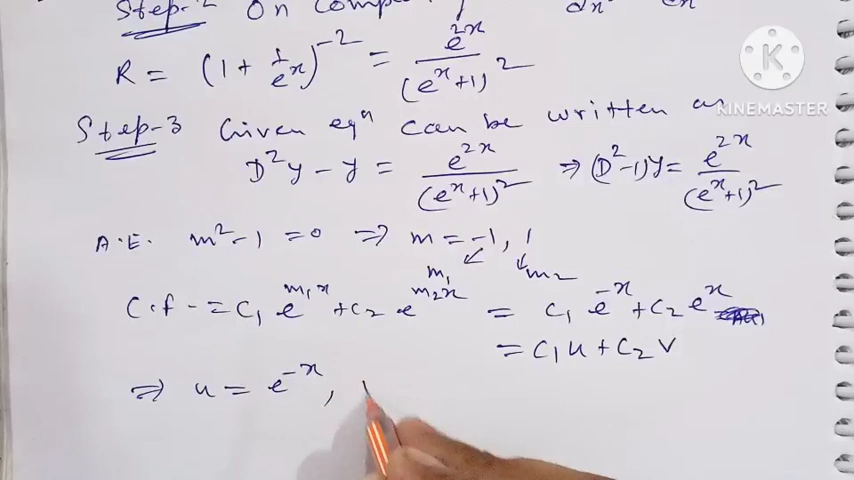 Step-2 On comp
R = (1 + 1/e^x)^-2 = e^2x/(e^x+1)^2
KINEMASTER
Step-3 Given eqn can be written as
D^2y - y = e^2x/(e^x+1)^2 ⇒ (D^2-1)y = e^2x/(e^x+1)^2
A.E. m^2-1 = 0 ⇒ m = -1, 1
m1 m2
C.f - = C1 e^m1x + C2 e^m2x = C1 e^-x + C2 e^x
= C1 u + C2 v
⇒ u = e^-x,